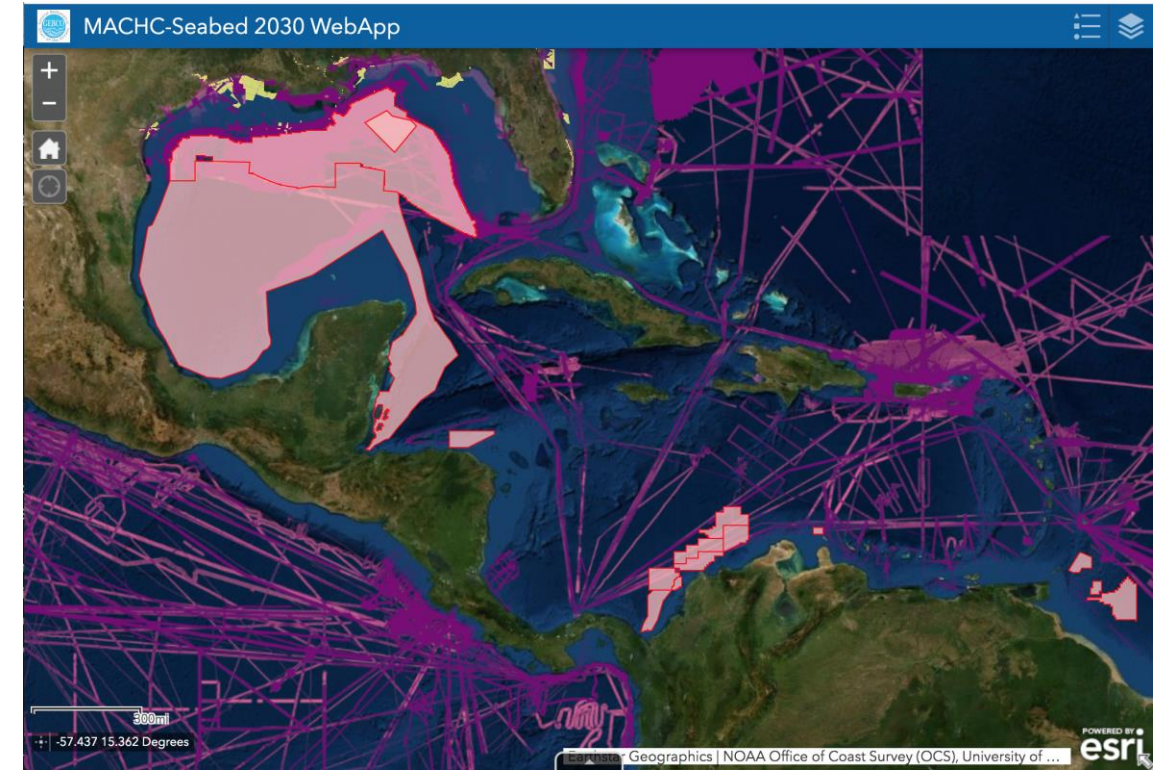 GEBCO
MACHC-Seabed 2030 WebApp
+
−
300mi
-57.437 15.362 Degrees
Earthstar Geographics | NOAA Office of Coast Survey (OCS), University of …
POWERED BY
esri